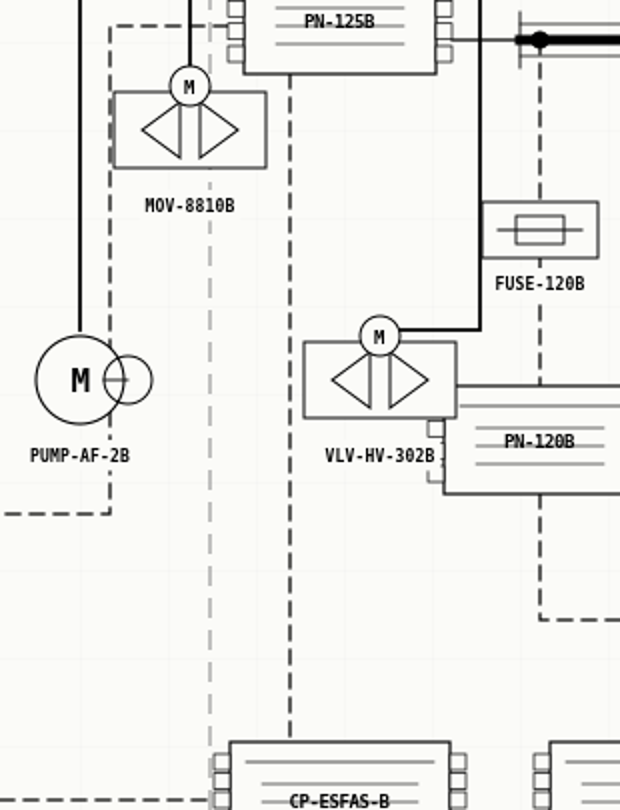 PN-125B
M
MOV-8810B
FUSE-120B
M
M
PUMP-AF-2B
VLV-HV-302B
PN-120B
CP-ESFAS-B